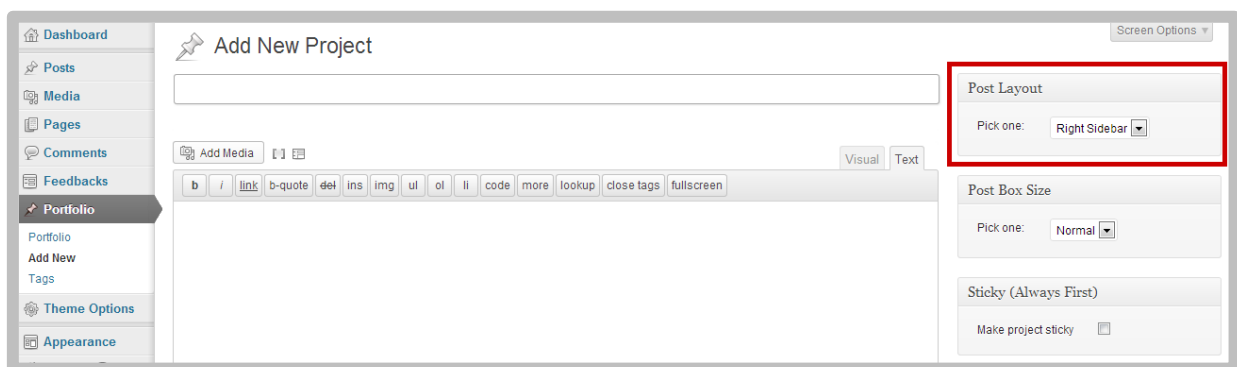 Dashboard
Posts
Media
Pages
Comments
Feedbacks
Portfolio
Portfolio
Add New
Tags
Theme Options
Appearance
Add New Project
Screen Options
Add Media
Visual Text
b i link b-quote del ins img ul ol li code more lookup close tags fullscreen
Post Layout
Pick one: Right Sidebar
Post Box Size
Pick one: Normal
Sticky (Always First)
Make project sticky